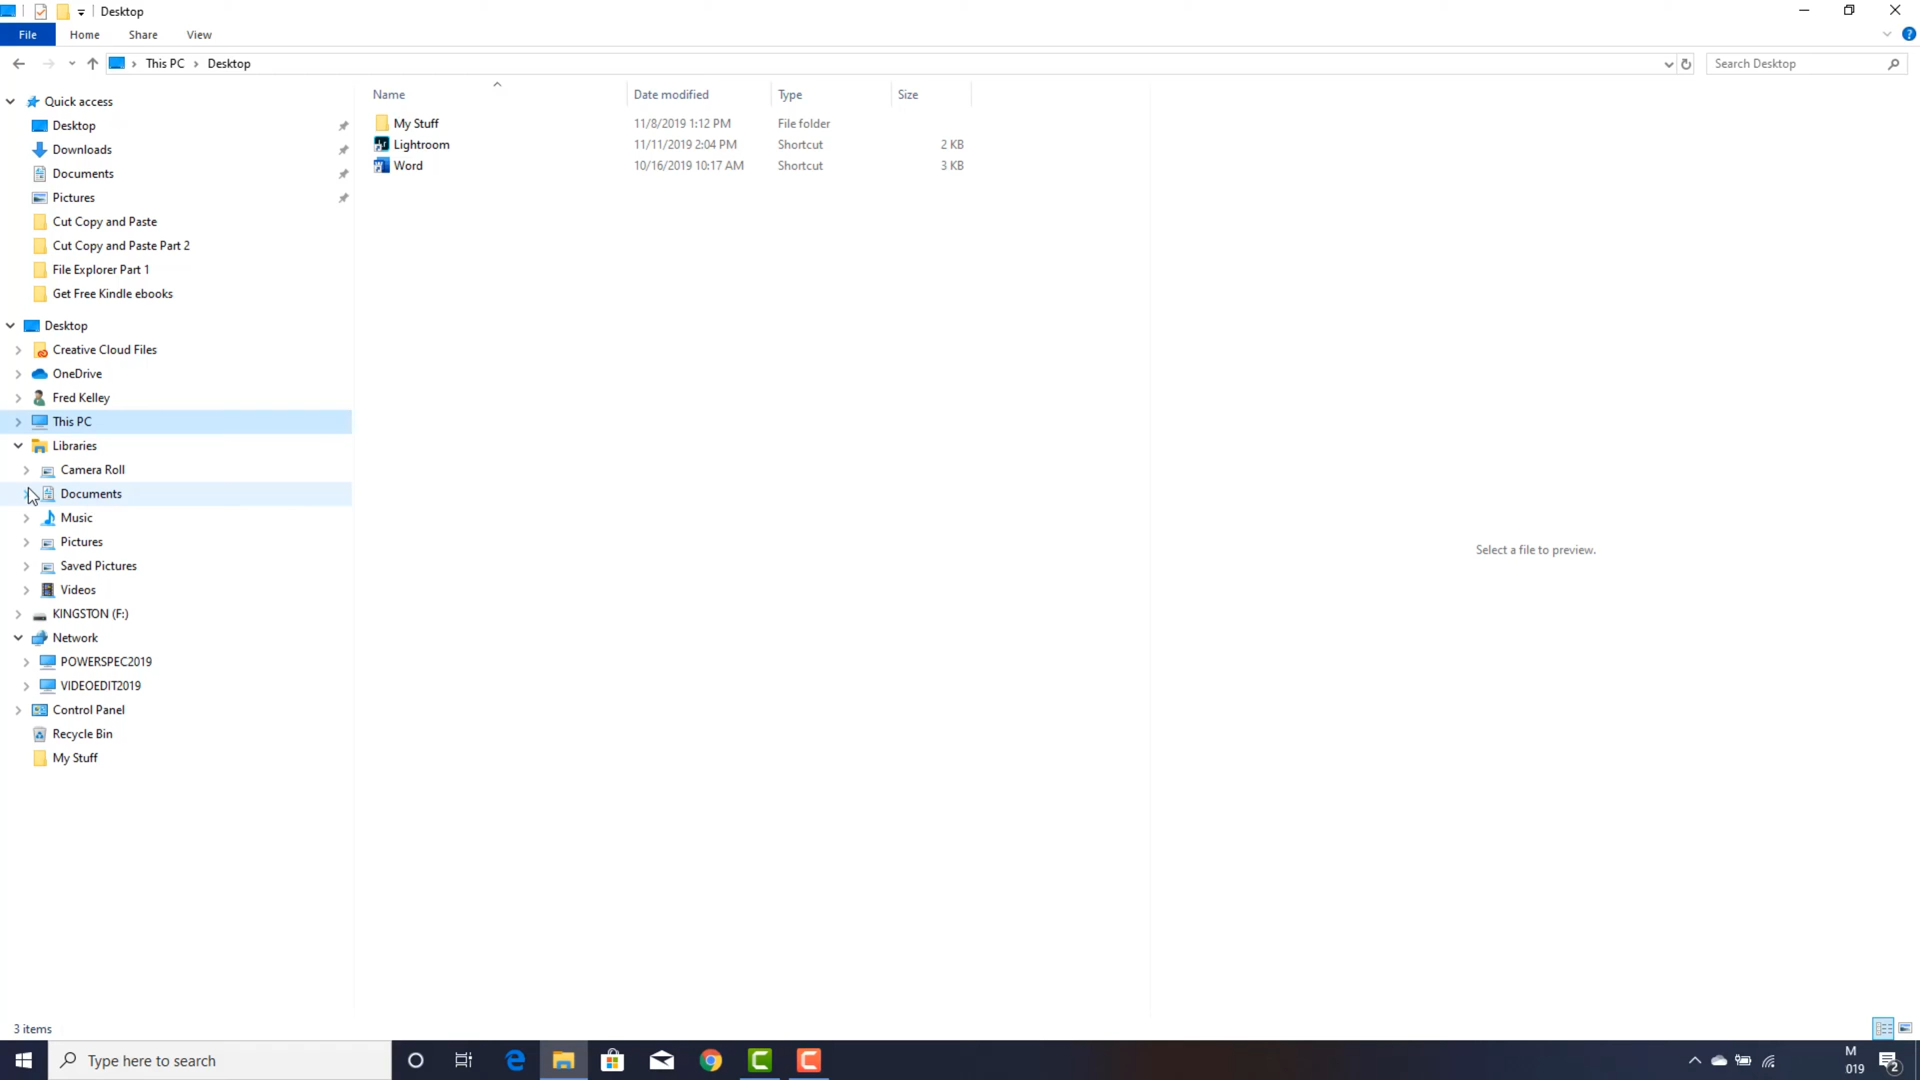 Desktop
File Home Share View
This PC Desktop
Search Desktop
Quick access
Desktop
Downloads
Documents
Pictures
Cut Copy and Paste
Cut Copy and Paste Part 2
File Explorer Part 1
Get Free Kindle ebooks
Desktop
Creative Cloud Files
OneDrive
Fred Kelley
This PC
Libraries
Camera Roll
Documents
Music
Pictures
Saved Pictures
Videos
KINGSTON (F:)
Network
POWERSPEC2019
VIDEOEDIT2019
Control Panel
Recycle Bin
My Stuff
Name Date modified Type Size
My Stuff 11/8/2019 1:12 PM File folder
Lightroom 11/11/2019 2:04 PM Shortcut 2 KB
Word 10/16/2019 10:17 AM Shortcut 3 KB
Select a file to preview.
3 items
Type here to search
M
019
2